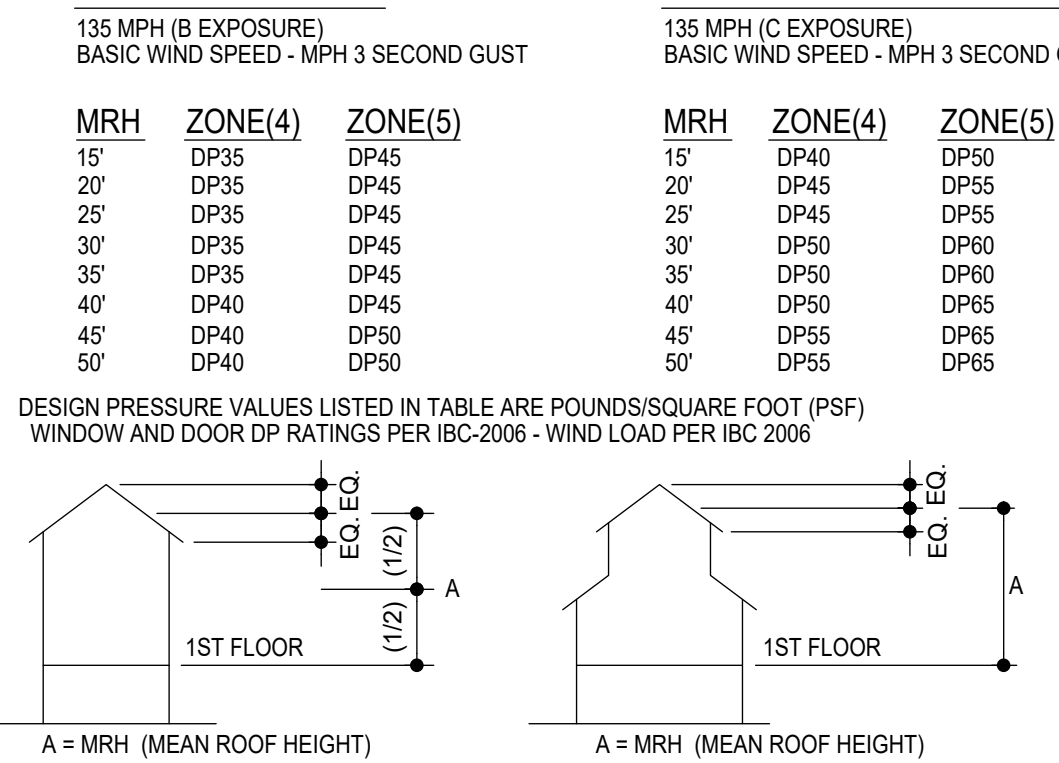 135 MPH (B EXPOSURE)
BASIC WIND SPEED - MPH 3 SECOND GUST
MRH ZONE(4) ZONE(5)
15' DP35 DP45
20' DP35 DP45
25' DP35 DP45
30' DP35 DP45
35' DP35 DP45
40' DP40 DP45
45' DP40 DP50
50' DP40 DP50
135 MPH (C EXPOSURE)
BASIC WIND SPEED - MPH 3 SECOND
MRH ZONE(4) ZONE(5)
15' DP40 DP50
20' DP45 DP55
25' DP45 DP55
30' DP50 DP60
35' DP50 DP60
40' DP50 DP65
45' DP55 DP65
50' DP55 DP65
DESIGN PRESSURE VALUES LISTED IN TABLE ARE POUNDS/SQUARE FOOT (PSF)
WINDOW AND DOOR DP RATINGS PER IBC-2006 - WIND LOAD PER IBC 2006
EQ. EQ.
(1/2) (1/2)
A
1ST FLOOR
A = MRH (MEAN ROOF HEIGHT)
EQ. EQ.
A
1ST FLOOR
A = MRH (MEAN ROOF HEIGHT)